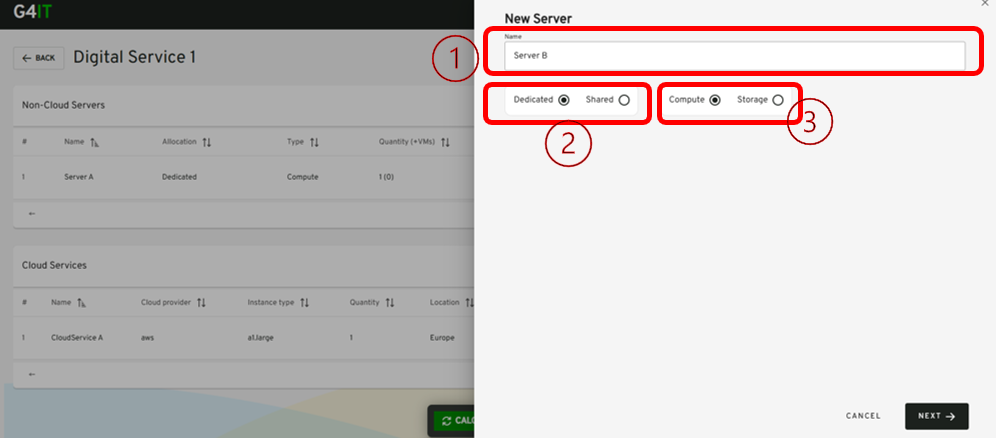 G4IT
← BACK
Digital Service 1
Non-Cloud Servers
# Name Allocation Type Quantity (+VMs)
1 Server A Dedicated Compute 1 (0)
←
Cloud Services
# Name Cloud provider Instance type Quantity Location
1 CloudService A aws a1.large 1 Europe
←
CALC
New Server
Name
Server B
1
Dedicated Shared Compute Storage
2
3
CANCEL NEXT →
×